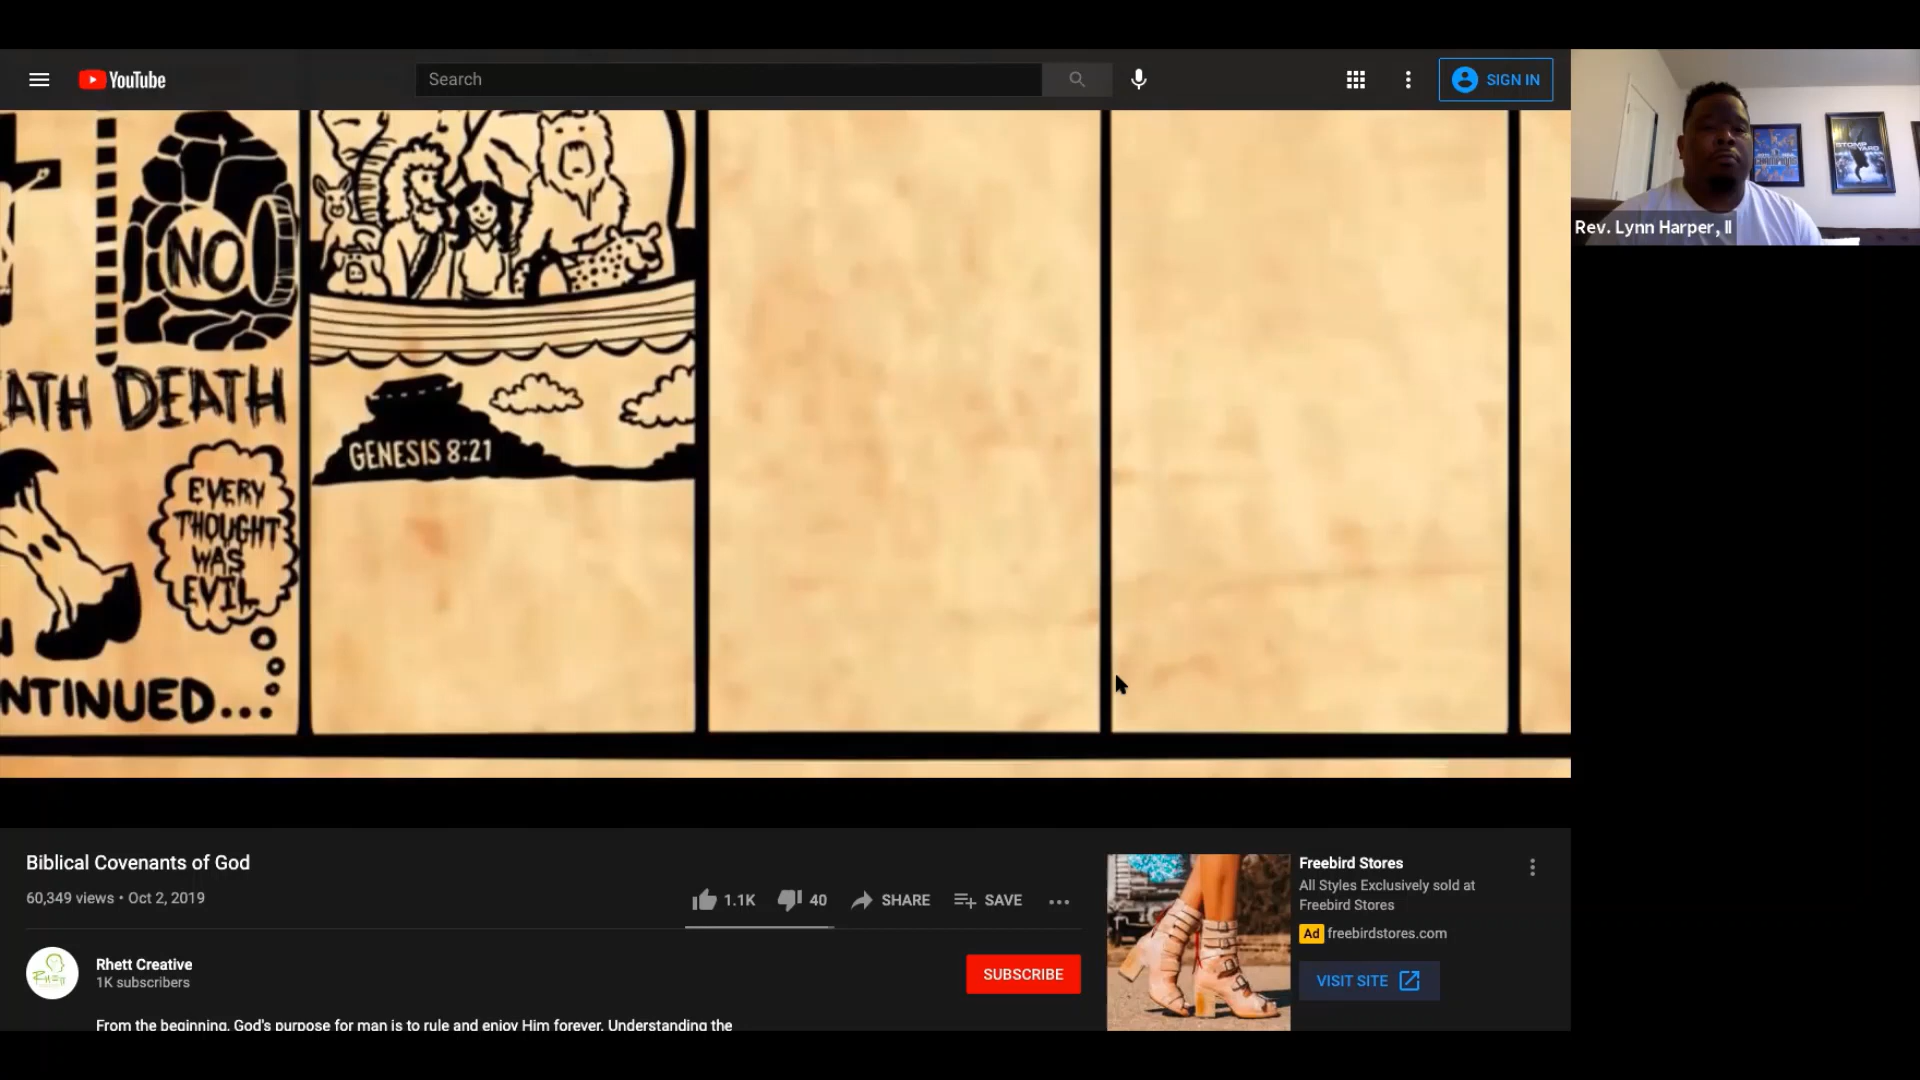 YouTube
Search
SIGN IN
NO
ATH DEATH
GENESIS 8:21
EVERY
THOUGHT
WAS
EVIL
NTINUED...
STOMP
YARD
Rev. Lynn Harper, II
Biblical Covenants of God
60,349 views • Oct 2, 2019
1.1K
40
SHARE
SAVE
Rhett Creative
1K subscribers
SUBSCRIBE
From the beginning, God's purpose for man is to rule and enjoy Him forever. Understanding the
Freebird Stores
All Styles Exclusively sold at
Freebird Stores
Ad freebirdstores.com
VISIT SITE